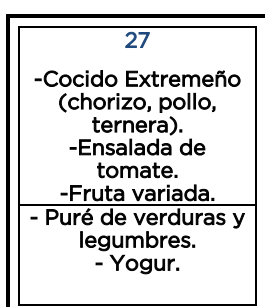 27
-Cocido Extremeño
(chorizo, pollo,
ternera).
-Ensalada de
tomate.
-Fruta variada.
- Puré de verduras y
legumbres.
- Yogur.